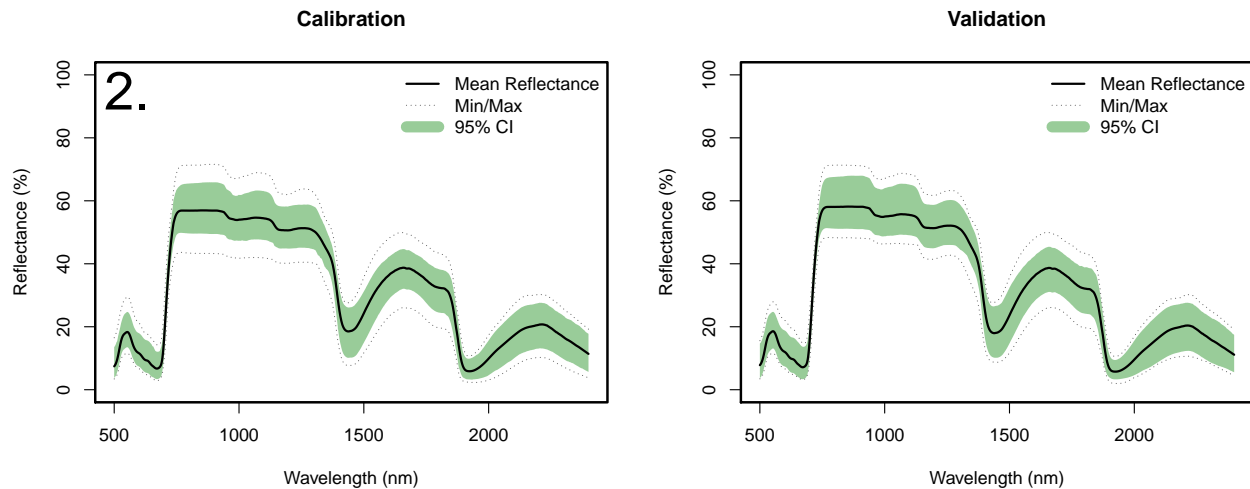 Calibration
2.
Mean Reflectance
Min/Max
95% CI
Reflectance (%)
100
80
60
40
20
0
500 1000 1500 2000
Wavelength (nm)
Validation
Mean Reflectance
Min/Max
95% CI
Reflectance (%)
100
80
60
40
20
0
500 1000 1500 2000
Wavelength (nm)